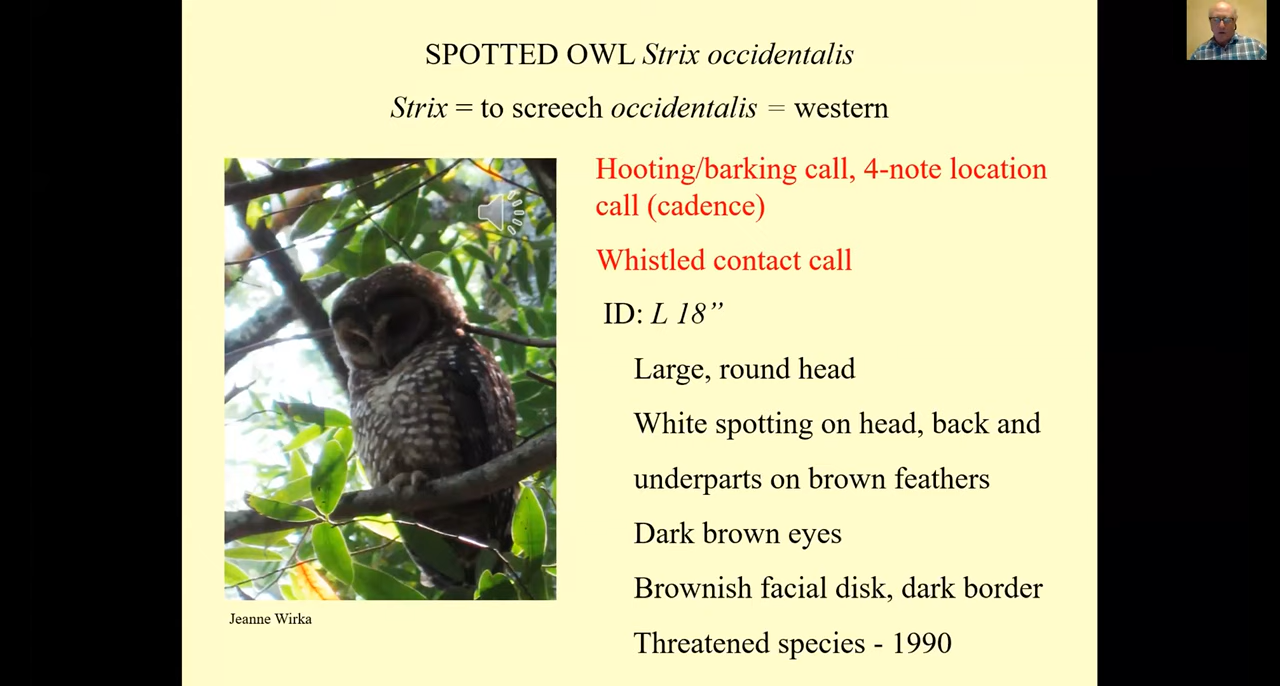 SPOTTED OWL Strix occidentalis
Strix = to screech occidentalis = western
Hooting/barking call, 4-note location
call (cadence)
Whistled contact call
ID: L 18”
Large, round head
White spotting on head, back and
underparts on brown feathers
Dark brown eyes
Brownish facial disk, dark border
Threatened species - 1990
Jeanne Wirka